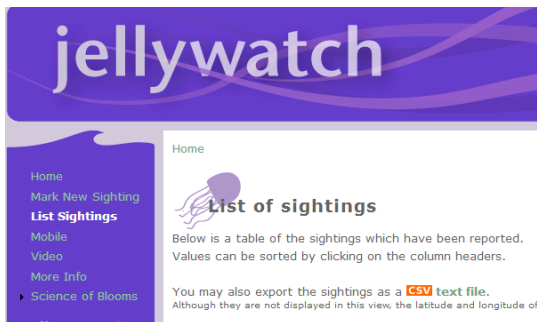 jellywatch
Home
Mark New Sighting
List Sightings
Mobile
Video
More Info
Science of Blooms
Home
List of sightings
Below is a table of the sightings which have been reported.
Values can be sorted by clicking on the column headers.
You may also export the sightings as a CSV text file.
Although they are not displayed in this view, the latitude and longitude of